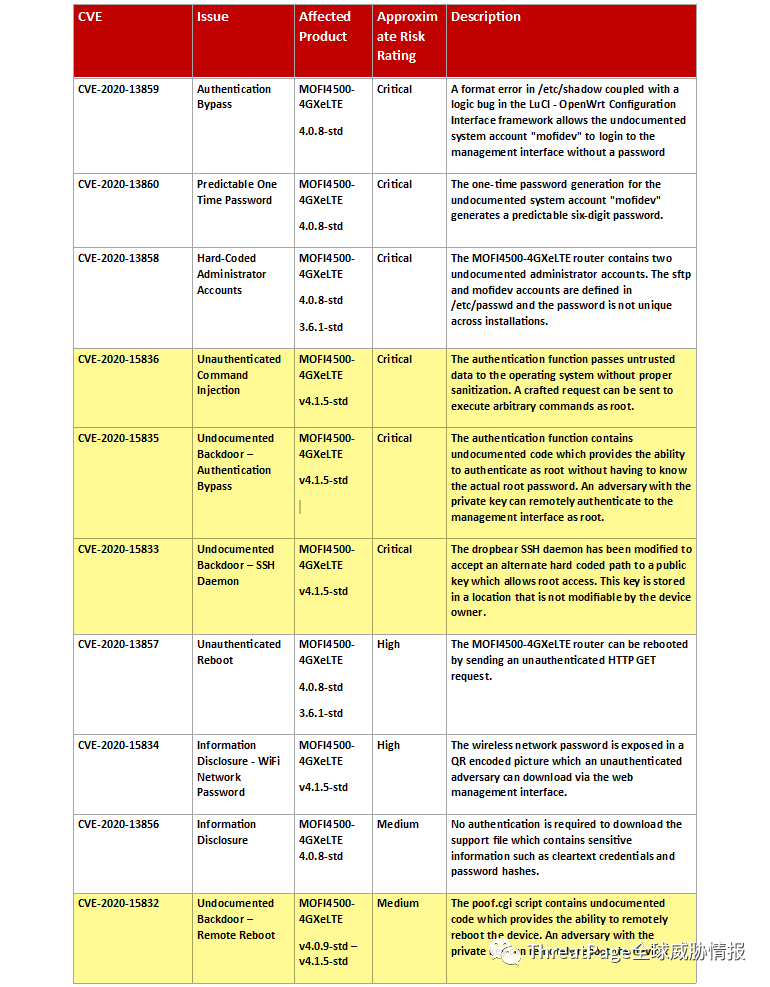 CVE
Issue
Affected
Product
Approxim
ate Risk
Rating
Description
CVE-2020-13859
Authentication
Bypass
MOFI4500-
4GXeLTE
4.0.8-std
Critical
A format error in /etc/shadow coupled with a
logic bug in the LuCI - OpenWrt Configuration
Interface framework allows the undocumented
system account "mofidev" to login to the
management interface without a password
CVE-2020-13860
Predictable One
Time Password
MOFI4500-
4GXeLTE
4.0.8-std
Critical
The one-time password generation for the
undocumented system account "mofidev"
generates a predictable six-digit password.
CVE-2020-13858
Hard-Coded
Administrator
Accounts
MOFI4500-
4GXeLTE
4.0.8-std
3.6.1-std
Critical
The MOFI4500-4GXeLTE router contains two
undocumented administrator accounts. The sftp
and mofidev accounts are defined in
/etc/passwd and the password is not unique
across installations.
CVE-2020-15836
Unauthenticated
Command
Injection
MOFI4500-
4GXeLTE
v4.1.5-std
Critical
The authentication function passes untrusted
data to the operating system without proper
sanitization. A crafted request can be sent to
execute arbitrary commands as root.
CVE-2020-15835
Undocumented
Backdoor –
Authentication
Bypass
MOFI4500-
4GXeLTE
v4.1.5-std
Critical
The authentication function contains
undocumented code which provides the ability
to authenticate as root without having to know
the actual root password. An adversary with the
private key can remotely authenticate to the
management interface as root.
CVE-2020-15833
Undocumented
Backdoor – SSH
Daemon
MOFI4500-
4GXeLTE
v4.1.5-std
Critical
The dropbear SSH daemon has been modified to
accept an alternate hard coded path to a public
key which allows root access. This key is stored
in a location that is not modifiable by the device
owner.
CVE-2020-13857
Unauthenticated
Reboot
MOFI4500-
4GXeLTE
4.0.8-std
3.6.1-std
High
The MOFI4500-4GXeLTE router can be rebooted
by sending an unauthenticated HTTP GET
request.
CVE-2020-15834
Information
Disclosure - WiFi
Network
Password
MOFI4500-
4GXeLTE
v4.1.5-std
High
The wireless network password is exposed in a
QR encoded picture which an unauthenticated
adversary can download via the web
management interface.
CVE-2020-13856
Information
Disclosure
MOFI4500-
4GXeLTE
4.0.8-std
Medium
No authentication is required to download the
support file which contains sensitive
information such as cleartext credentials and
password hashes.
CVE-2020-15832
Undocumented
Backdoor –
Remote Reboot
MOFI4500-
4GXeLTE
v4.0.9-std –
v4.1.5-std
Medium
The poof.cgi script contains undocumented
code which provides the ability to remotely
reboot the device. An adversary with the
private
ThreatPage全球威胁情报